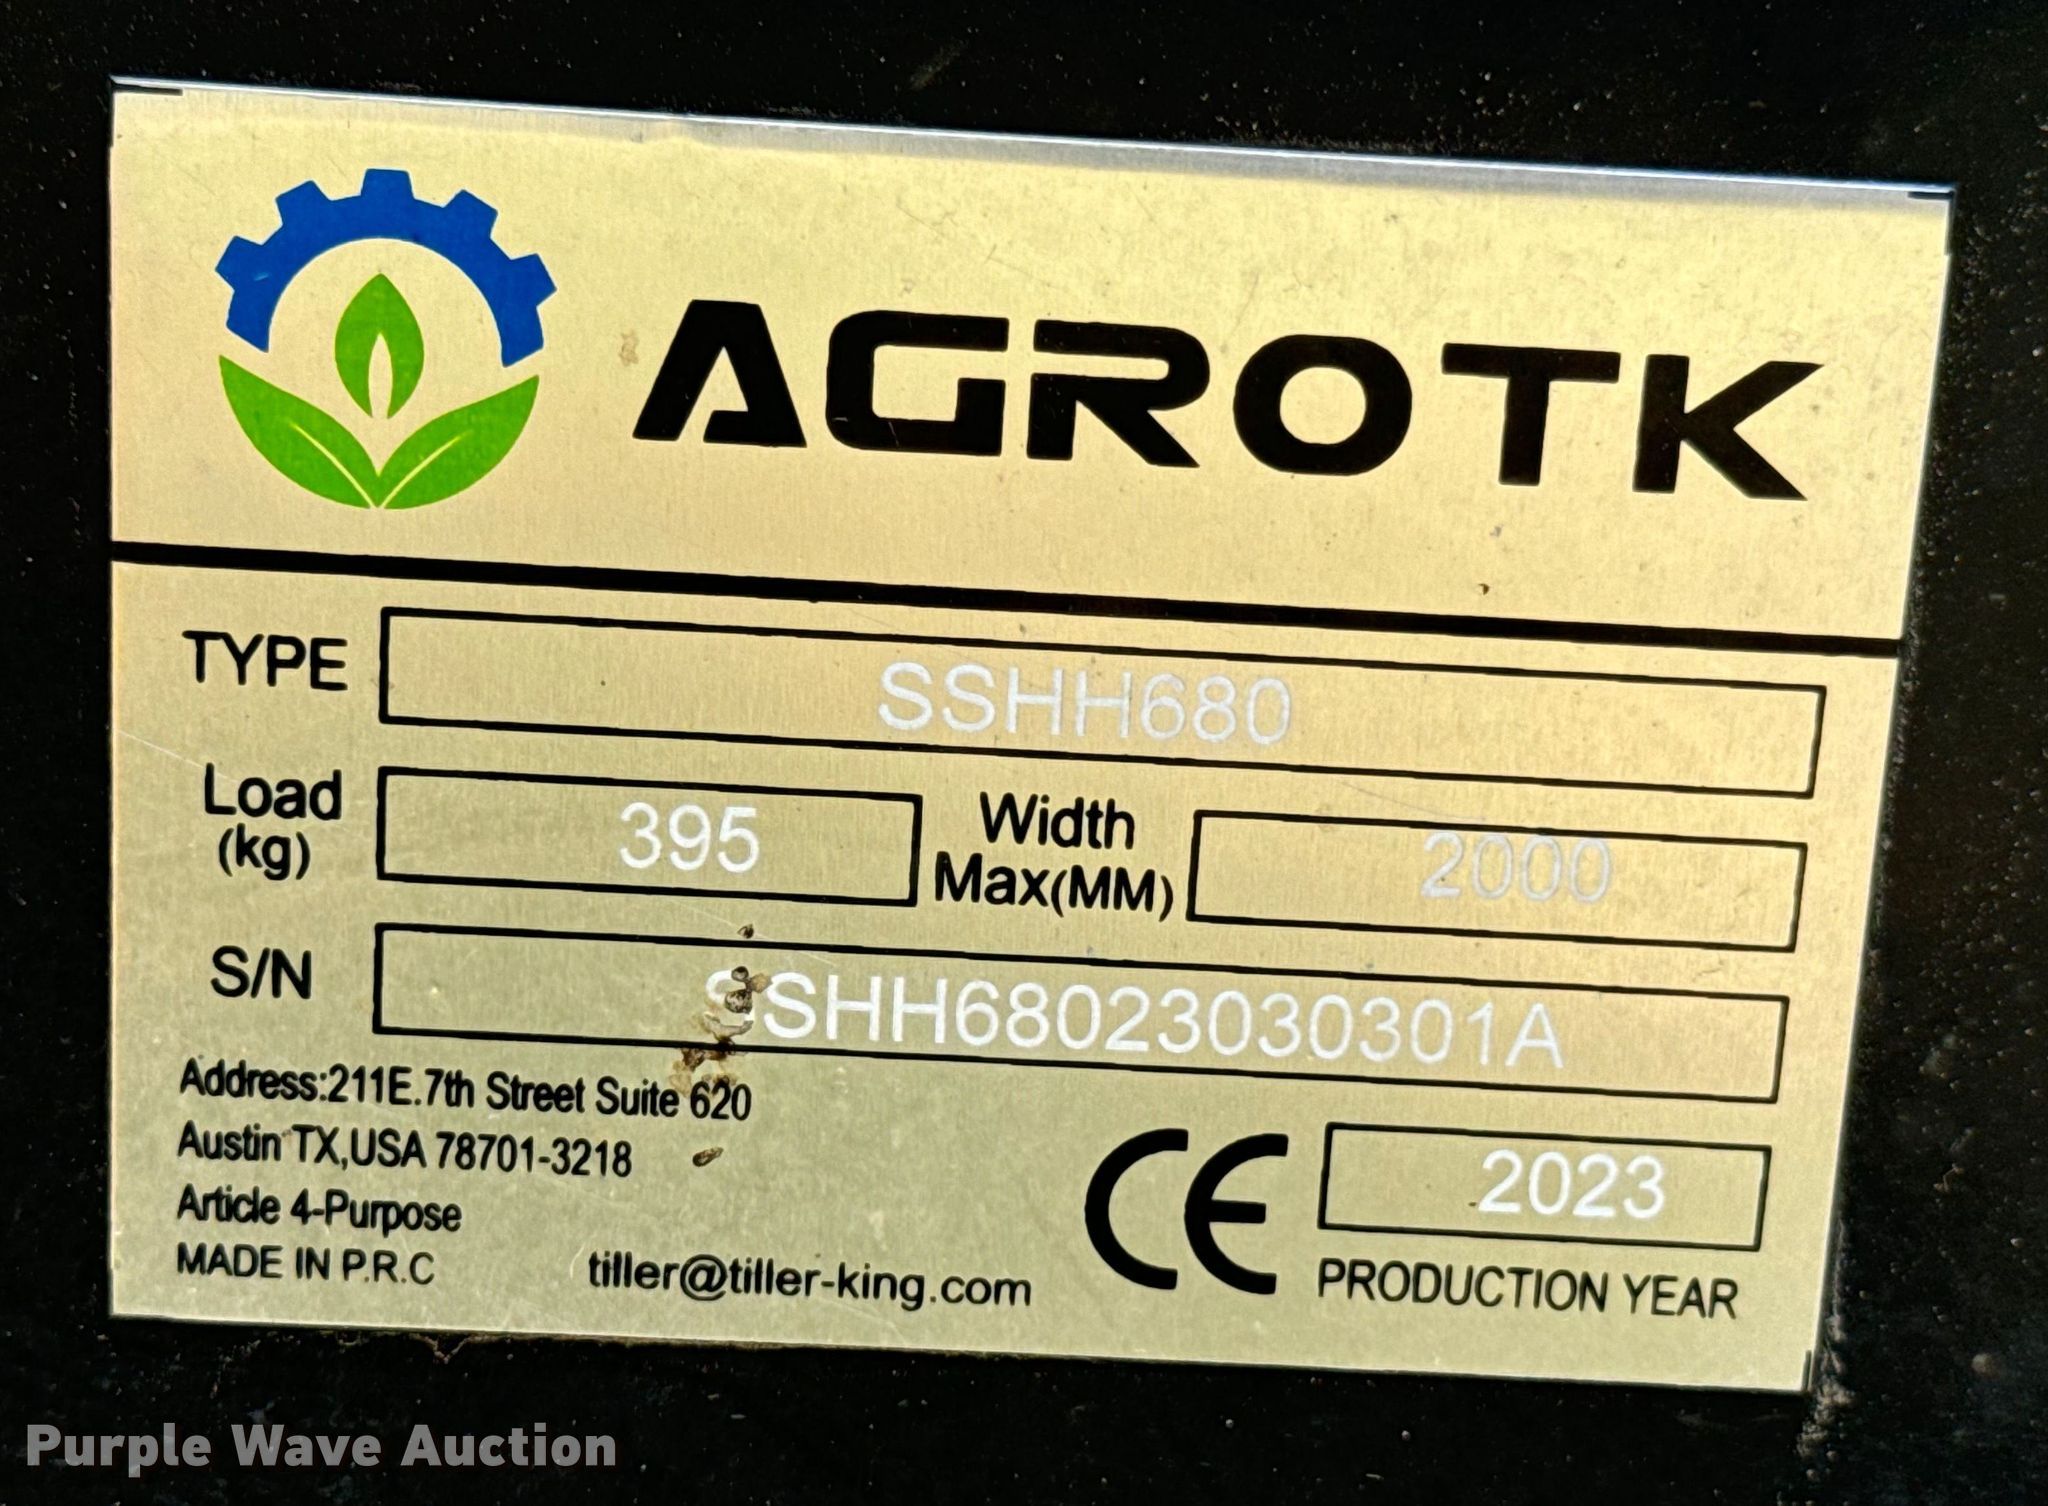 AGROTK
TYPE SSHH680
Load (kg) 395 Width Max(MM) 2000
S/N SSHH68023030301A
Address:211E.7th Street Suite 620
Austin TX,USA 78701-3218
Article 4-Purpose
MADE IN P.R.C tiller@tiller-king.com
CE 2023
PRODUCTION YEAR
Purple Wave Auction